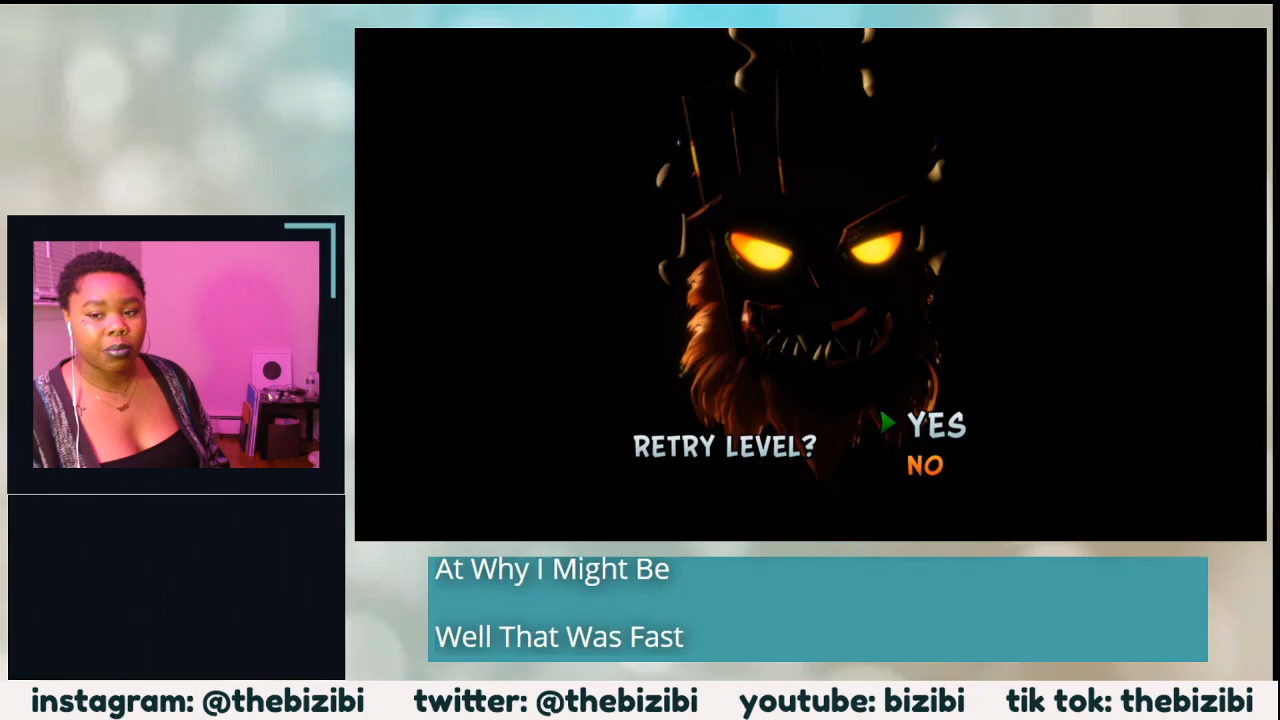 RETRY LEVEL?
YES
NO
At Why I Might Be
Well That Was Fast
instagram: @thebizibi twitter: @thebizibi youtube: bizibi tik tok: thebizibi